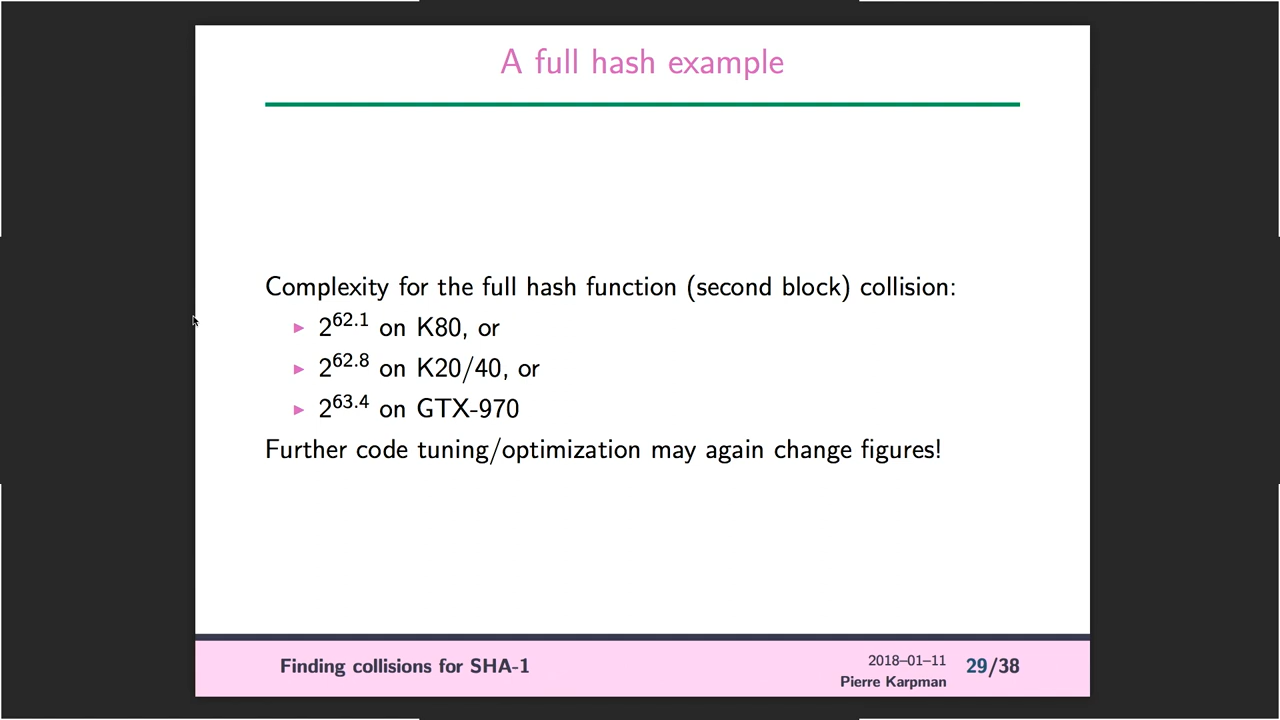 A full hash example
Complexity for the full hash function (second block) collision:
▶ 2^62.1 on K80, or
▶ 2^62.8 on K20/40, or
▶ 2^63.4 on GTX-970
Further code tuning/optimization may again change figures!
Finding collisions for SHA-1
2018–01–11
Pierre Karpman
29/38